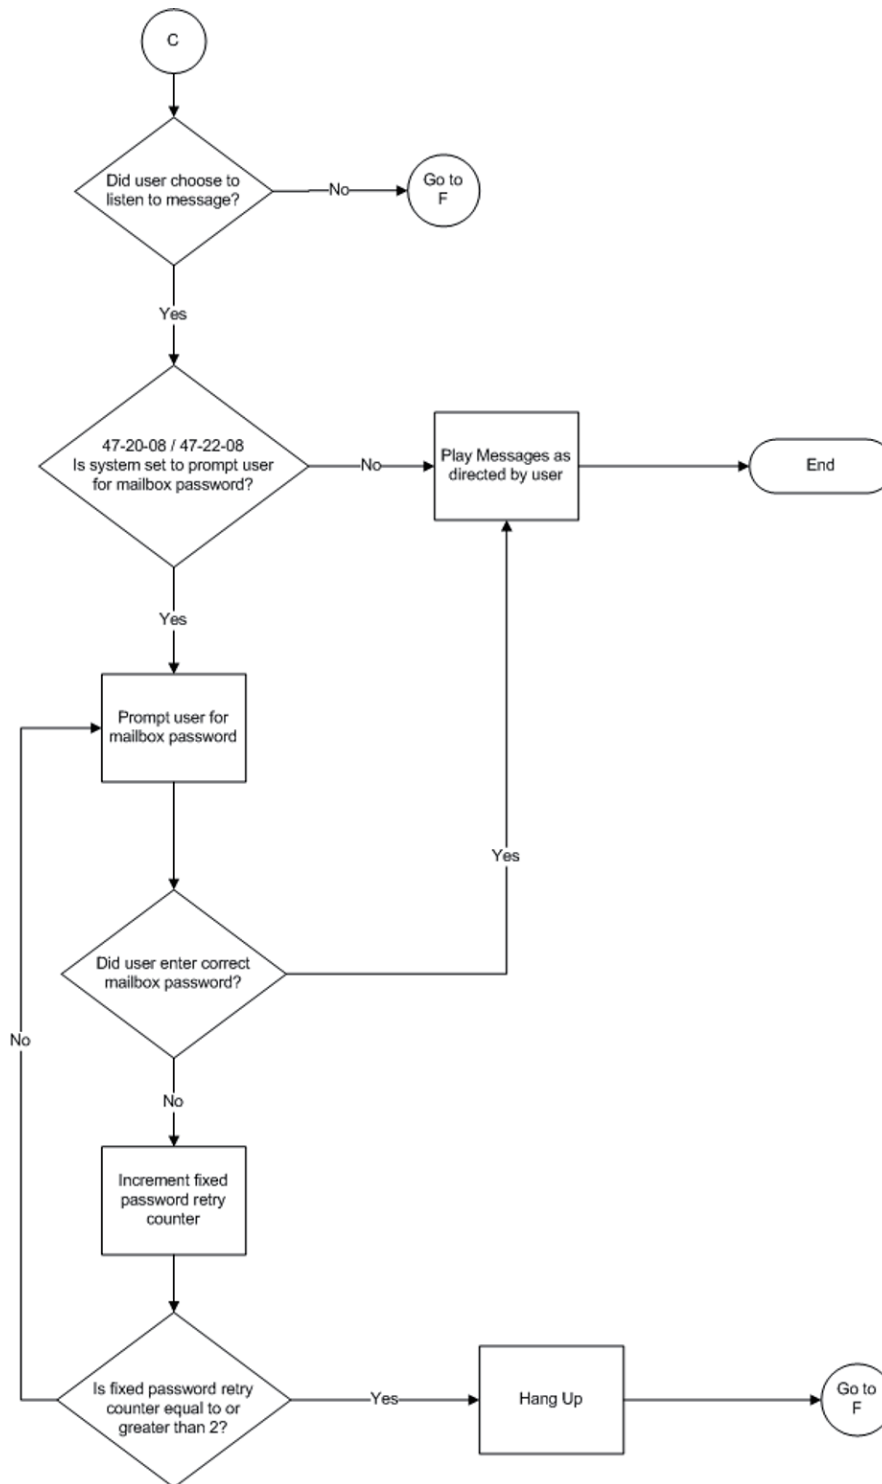 C
Did user choose to
listen to message?
No
Go to
F
Yes
47-20-08 / 47-22-08
Is system set to prompt user
for mailbox password?
No
Play Messages as
directed by user
End
Yes
Prompt user for
mailbox password
Yes
Did user enter correct
mailbox password?
No
No
Increment fixed
password retry
counter
Is fixed password retry
counter equal to or
greater than 2?
Yes
Hang Up
Go to
F